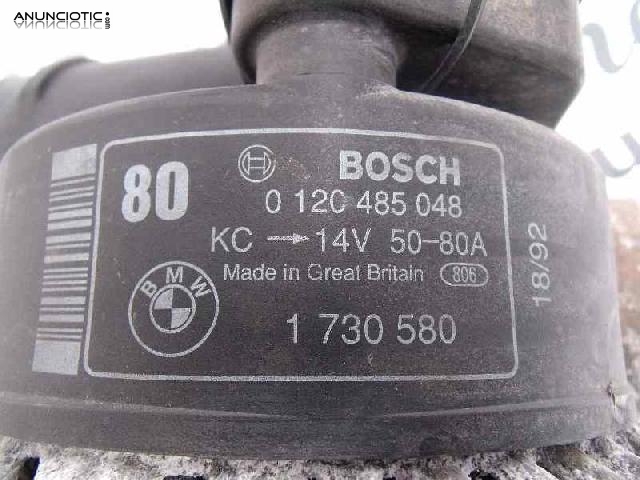 ANUNCIOTIC.com
80
BOSCH
0 120 485 048
KC → 14V 50-80A
Made in Great Britain 806
BMW
1 730 580
18/92